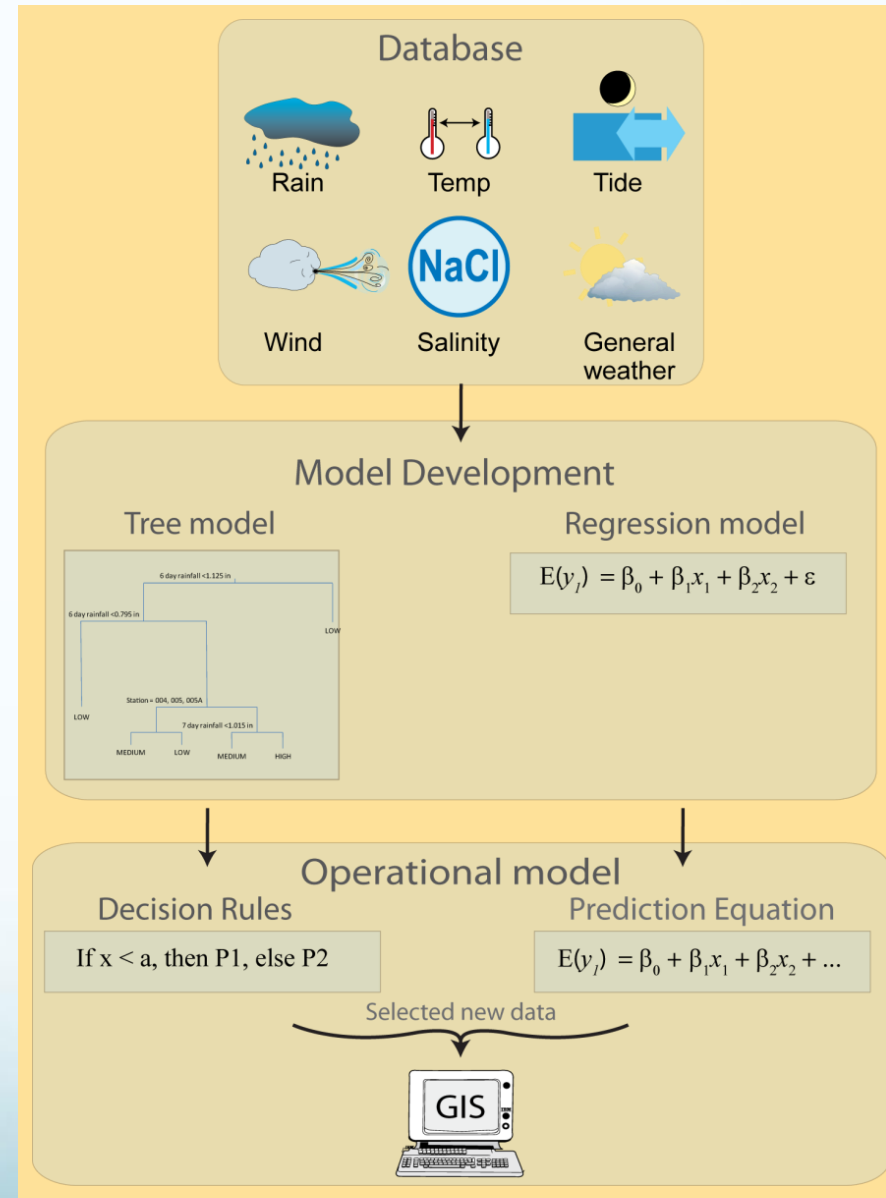 Database
Rain
Temp
Tide
NaCl
Wind
Salinity
General
weather
Model Development
Tree model
6 day rainfall <1.125 in
6 day rainfall <0.795 in
LOW
Station = 004, 005, 005A
LOW
7 day rainfall <1.015 in
MEDIUM
LOW
MEDIUM
HIGH
Regression model
E(y₁) = β₀ + β₁x₁ + β₂x₂ + ε
Operational model
Decision Rules
If x < a, then P1, else P2
Prediction Equation
E(y₁) = β₀ + β₁x₁ + β₂x₂ + ...
Selected new data
GIS